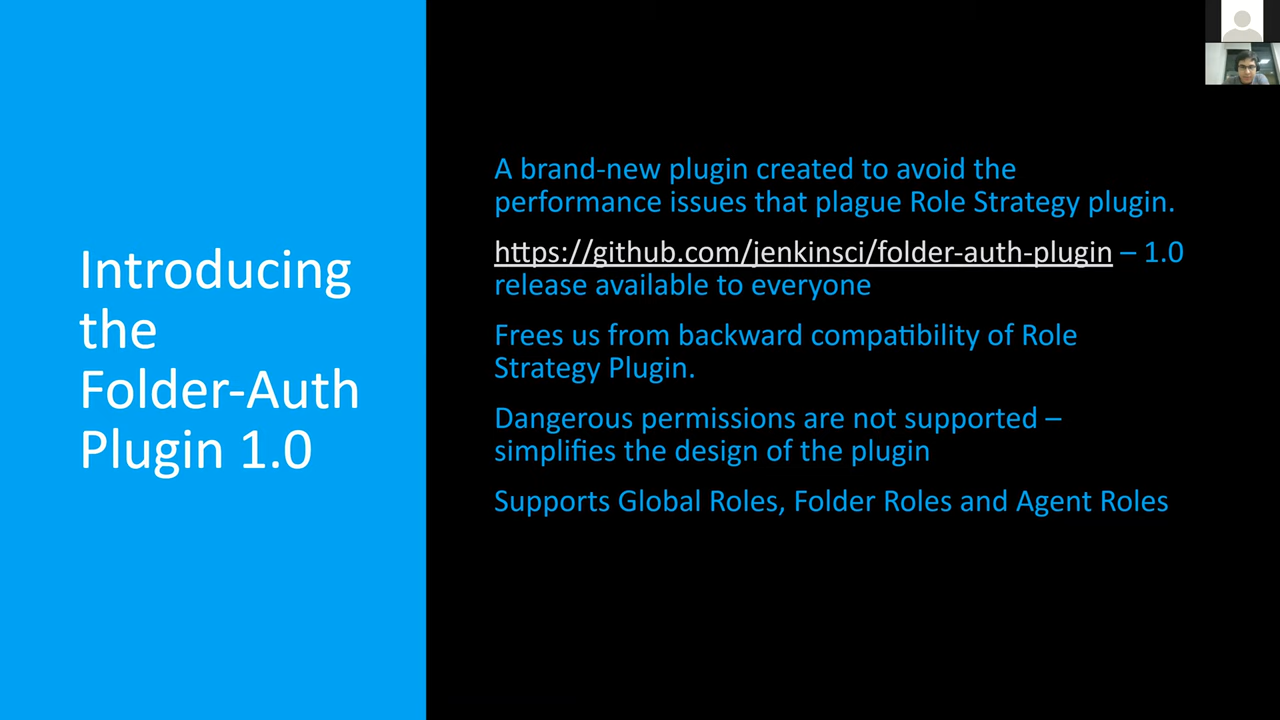 Introducing
the
Folder-Auth
Plugin 1.0
A brand-new plugin created to avoid the
performance issues that plague Role Strategy plugin.
https://github.com/jenkinsci/folder-auth-plugin – 1.0
release available to everyone
Frees us from backward compatibility of Role
Strategy Plugin.
Dangerous permissions are not supported –
simplifies the design of the plugin
Supports Global Roles, Folder Roles and Agent Roles